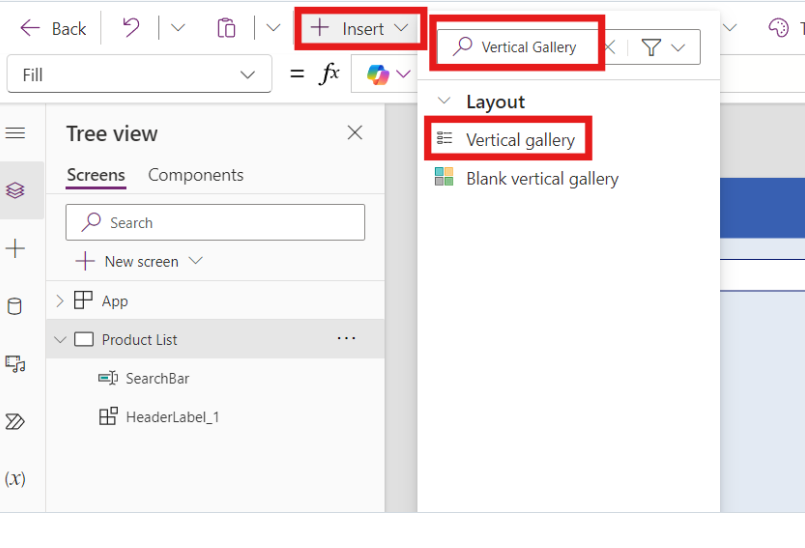 Back
Insert
Vertical Gallery
Fill
= fx
Layout
Tree view
Vertical gallery
Screens Components
Blank vertical gallery
Search
New screen
App
Product List
SearchBar
HeaderLabel_1
(x)